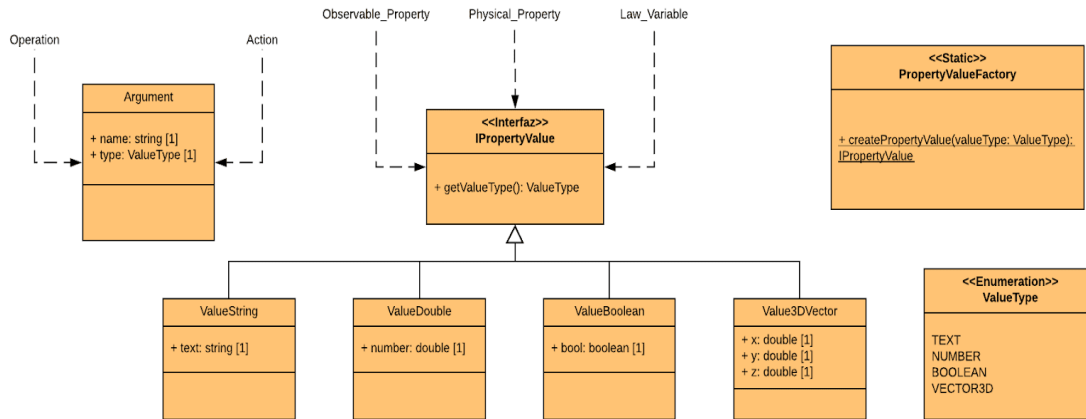 Observable_Property
Physical_Property
Law_Variable
Operation
Action
Argument
+ name: string [1]
+ type: ValueType [1]
<<Interfaz>>
IPropertyValue
+ getValueType(): ValueType
<<Static>>
PropertyValueFactory
+ createPropertyValue(valueType: ValueType):
IPropertyValue
ValueString
+ text: string [1]
ValueDouble
+ number: double [1]
ValueBoolean
+ bool: boolean [1]
Value3DVector
+ x: double [1]
+ y: double [1]
+ z: double [1]
<<Enumeration>>
ValueType
TEXT
NUMBER
BOOLEAN
VECTOR3D